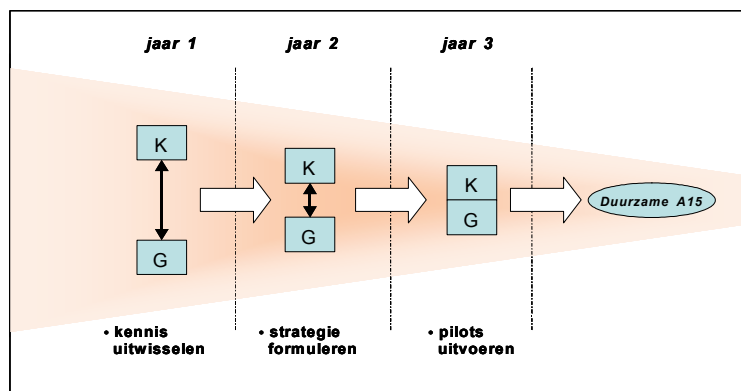 jaar 1
jaar 2
jaar 3
K
G
K
G
K
G
Duurzame A15
• kennis
uitwisselen
• strategie
formuleren
• pilots
uitvoeren